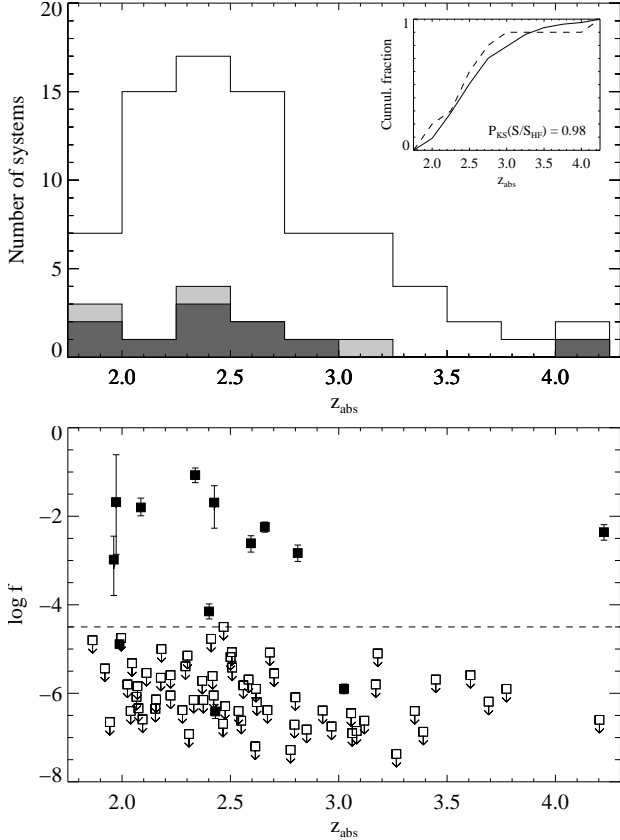 20
15
10
5
0
Number of systems
2.0 2.5 3.0 3.5 4.0
z_abs
1
0
Cumul. fraction
P_KS(S/S_HF) = 0.98
2.0 2.5 3.0 3.5 4.0
z_abs
0
−2
−4
−6
−8
log f
2.0 2.5 3.0 3.5 4.0
z_abs